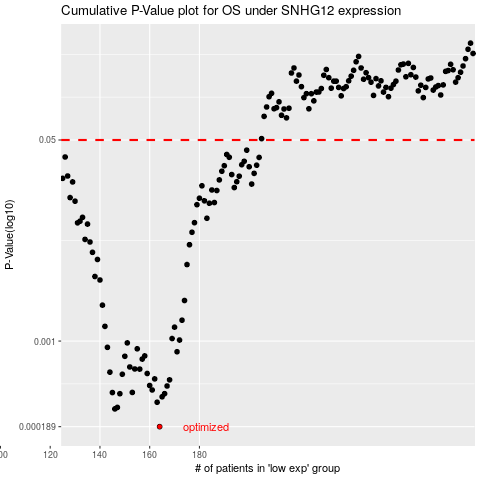 Cumulative P-Value plot for OS under SNHG12 expression
P-Value(log10)
0.05
0.001
0.000189
optimized
00 120 140 160 180
# of patients in 'low exp' group